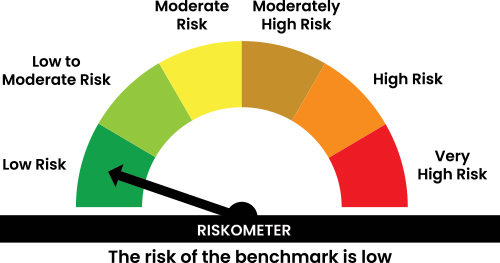 Moderate
Risk
Moderately
High Risk
Low to
Moderate Risk
High Risk
Low Risk
Very
High Risk
RISKOMETER
The risk of the benchmark is low